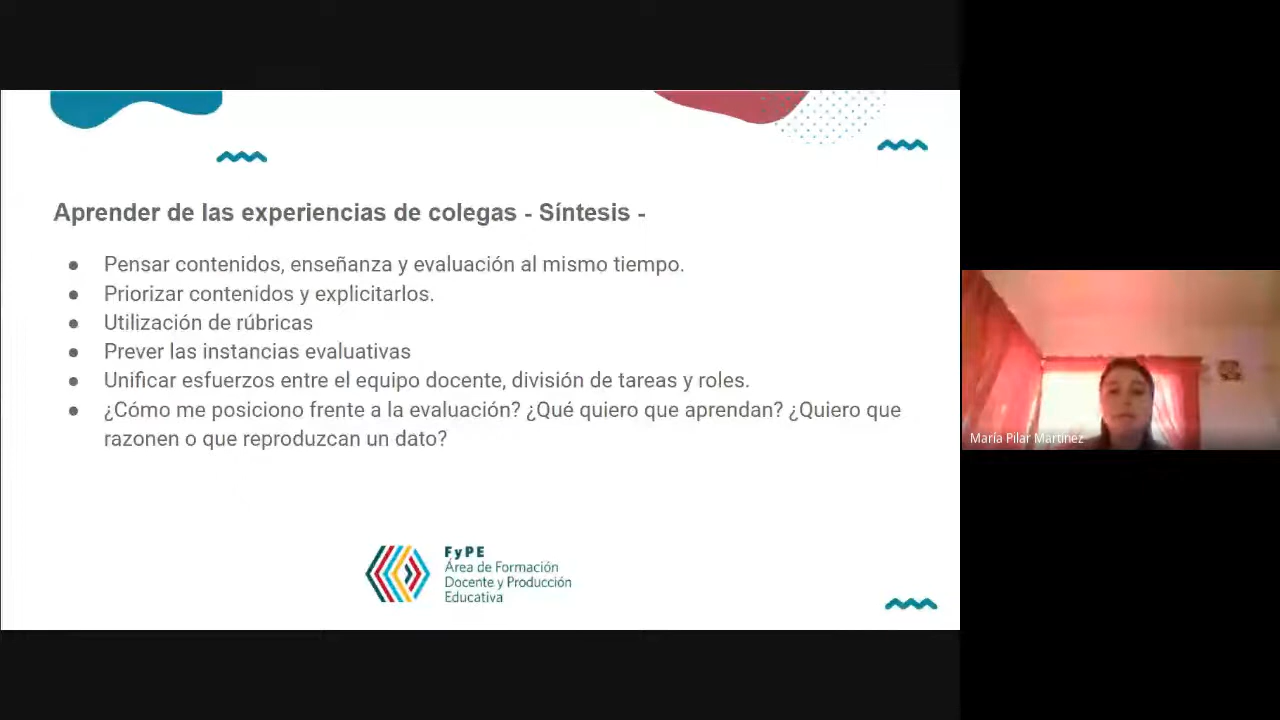 Aprender de las experiencias de colegas - Síntesis -
● Pensar contenidos, enseñanza y evaluación al mismo tiempo.
● Priorizar contenidos y explicitarlos.
● Utilización de rúbricas
● Prever las instancias evaluativas
● Unificar esfuerzos entre el equipo docente, división de tareas y roles.
● ¿Cómo me posiciono frente a la evaluación? ¿Qué quiero que aprendan? ¿Quiero que
razonen o que reproduzcan un dato?
FyPE
Área de Formación
Docente y Producción
Educativa
María Pilar Martinez